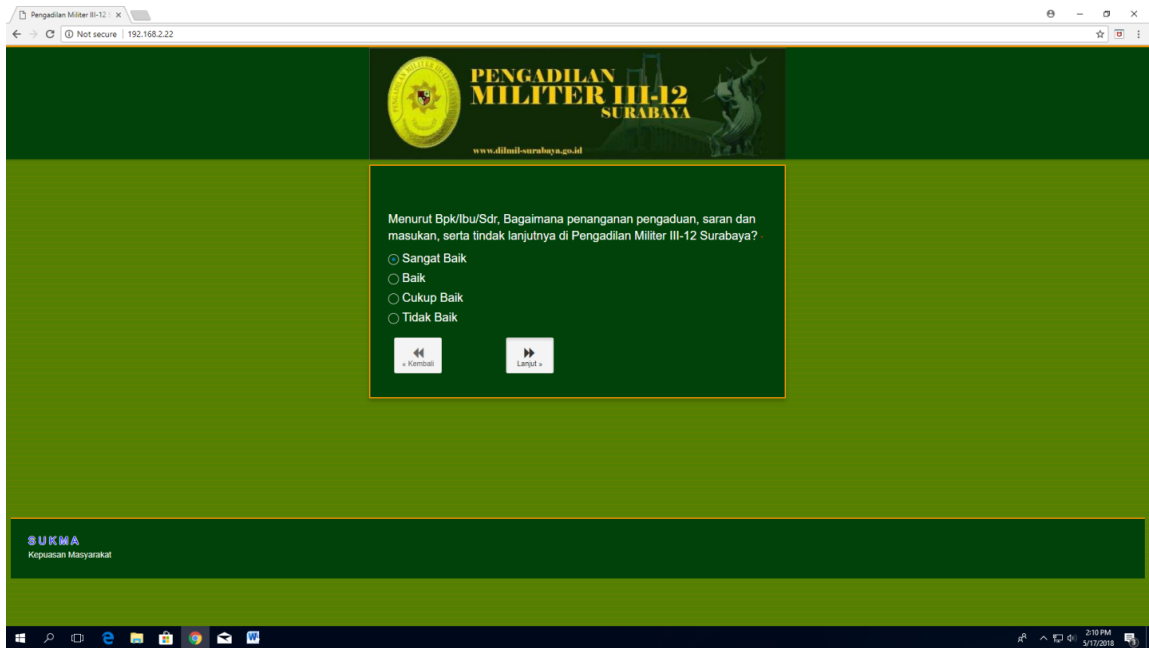 Pengadilan Militer III-12
Not secure | 192.168.2.22
PENGADILAN
MILITER III-12
SURABAYA
www.dilmil-surabaya.go.id
Menurut Bpk/Ibu/Sdr, Bagaimana penanganan pengaduan, saran dan
masukan, serta tindak lanjutnya di Pengadilan Militer III-12 Surabaya?
Sangat Baik
Baik
Cukup Baik
Tidak Baik
« Kembali
Lanjut »
SUKMA
Kepuasan Masyarakat
2:10 PM
5/17/2018